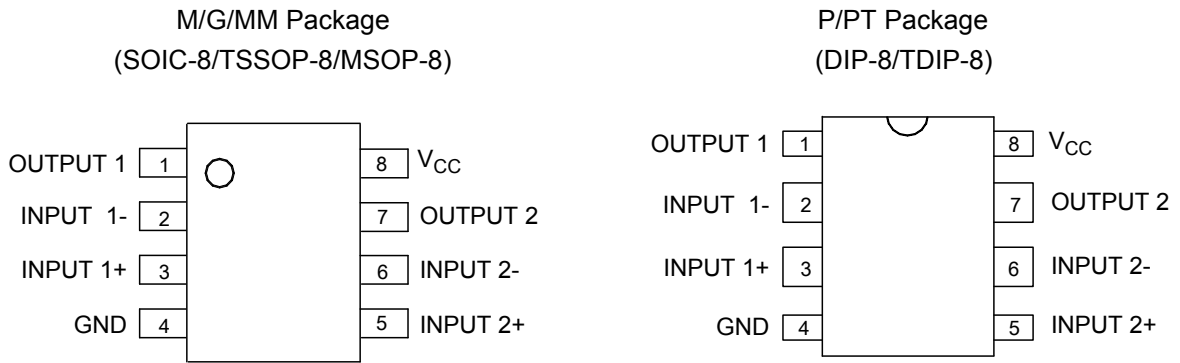 M/G/MM Package
(SOIC-8/TSSOP-8/MSOP-8)
OUTPUT 1 1 8 VCC
INPUT 1- 2 7 OUTPUT 2
INPUT 1+ 3 6 INPUT 2-
GND 4 5 INPUT 2+
P/PT Package
(DIP-8/TDIP-8)
OUTPUT 1 1 8 VCC
INPUT 1- 2 7 OUTPUT 2
INPUT 1+ 3 6 INPUT 2-
GND 4 5 INPUT 2+